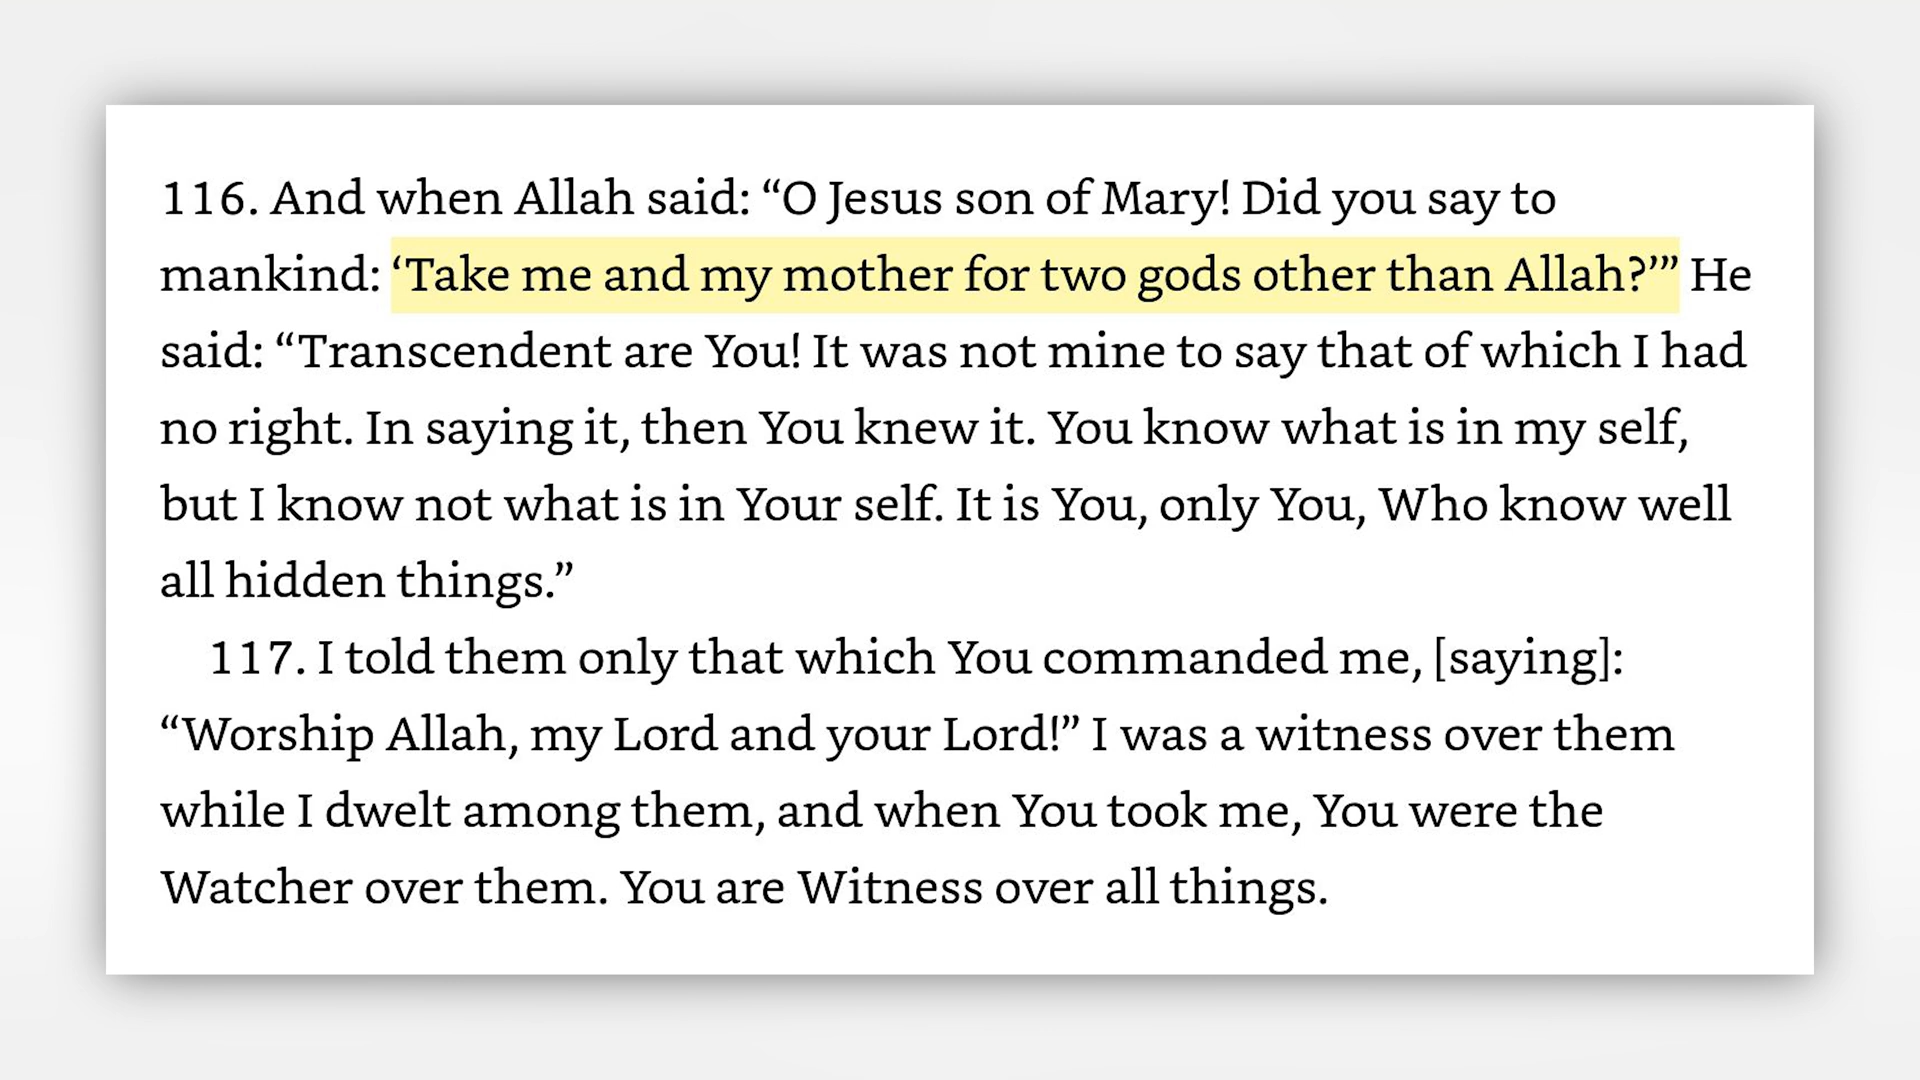 116. And when Allah said: “O Jesus son of Mary! Did you say to
mankind: ‘Take me and my mother for two gods other than Allah?’” He
said: “Transcendent are You! It was not mine to say that of which I had
no right. In saying it, then You knew it. You know what is in my self,
but I know not what is in Your self. It is You, only You, Who know well
all hidden things.”
117. I told them only that which You commanded me, [saying]:
“Worship Allah, my Lord and your Lord!” I was a witness over them
while I dwelt among them, and when You took me, You were the
Watcher over them. You are Witness over all things.